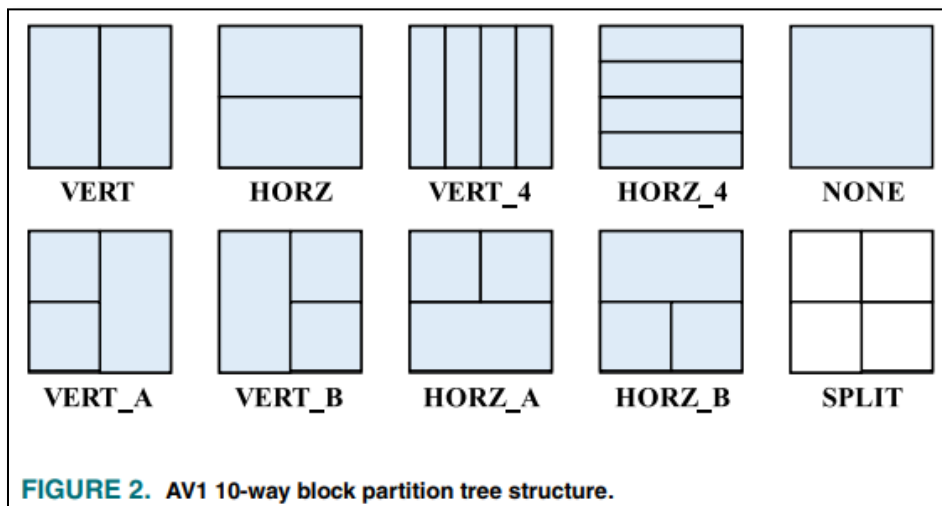 VERT HORZ VERT_4 HORZ_4 NONE
VERT_A VERT_B HORZ_A HORZ_B SPLIT
FIGURE 2. AV1 10-way block partition tree structure.